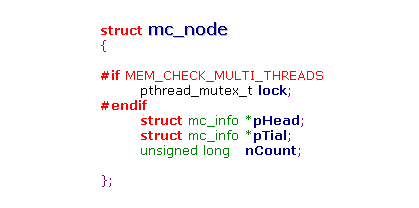 struct mc_node
{
#if MEM_CHECK_MULTI_THREADS
pthread_mutex_t lock;
#endif
struct mc_info *pHead;
struct mc_info *pTial;
unsigned long nCount;
};